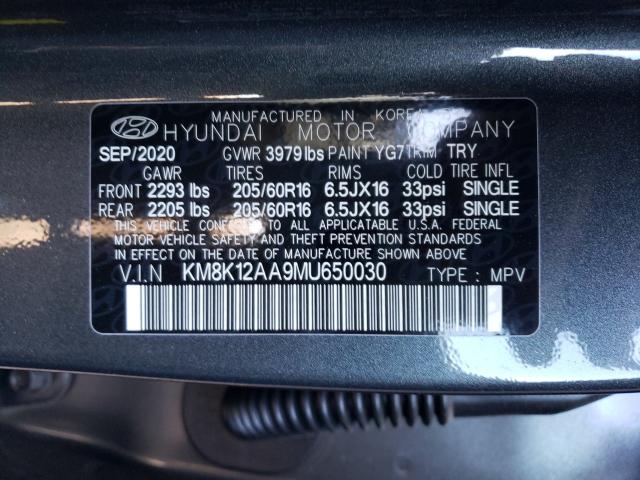 MANUFACTURED IN KOREA
HYUNDAI MOTOR COMPANY
SEP/2020 GVWR 3979 lbs PAINT YG7 TRIM TRY
GAWR TIRES RIMS COLD TIRE INFL
FRONT 2293 lbs 205/60R16 6.5JX16 33psi SINGLE
REAR 2205 lbs 205/60R16 6.5JX16 33psi SINGLE
THIS VEHICLE CONFORMS TO ALL APPLICABLE U.S.A. FEDERAL
MOTOR VEHICLE SAFETY AND THEFT PREVENTION STANDARDS
IN EFFECT ON THE DATE OF MANUFACTURE SHOWN ABOVE.
V.I.N KM8K12AA9MU650030 TYPE : MPV